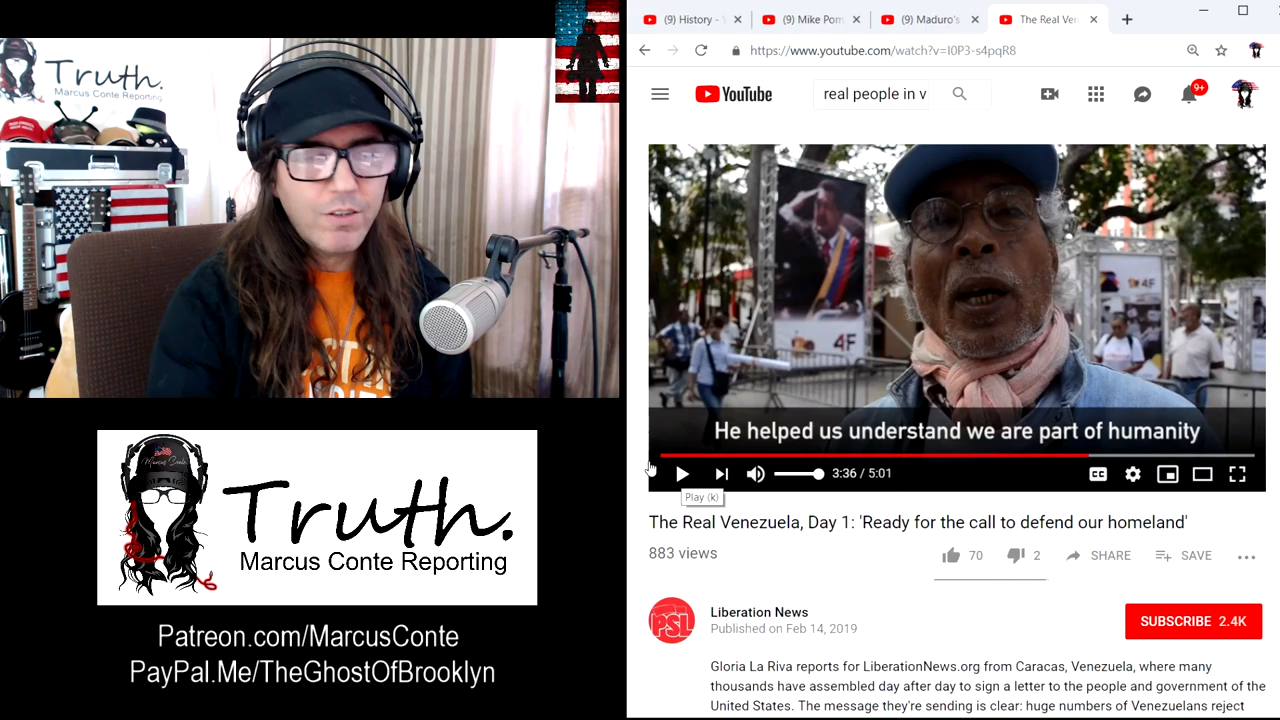 Truth.
Marcus Conte Reporting
Marcus Conte
Truth.
Marcus Conte Reporting
Patreon.com/MarcusConte
PayPal.Me/TheGhostOfBrooklyn
(9) History -
(9) Mike Pom
(9) Maduro's
The Real Ven
https://www.youtube.com/watch?v=I0P3-s4pqR8
YouTube
real people in v
9+
4F
4F
He helped us understand we are part of humanity
3:36 / 5:01
CC
Play (k)
The Real Venezuela, Day 1: 'Ready for the call to defend our homeland'
883 views
70
2
SHARE
SAVE
PSL
Liberation News
Published on Feb 14, 2019
SUBSCRIBE 2.4K
Gloria La Riva reports for LiberationNews.org from Caracas, Venezuela, where many
thousands have assembled day after day to sign a letter to the people and government of the
United States. The message they're sending is clear: huge numbers of Venezuelans reject